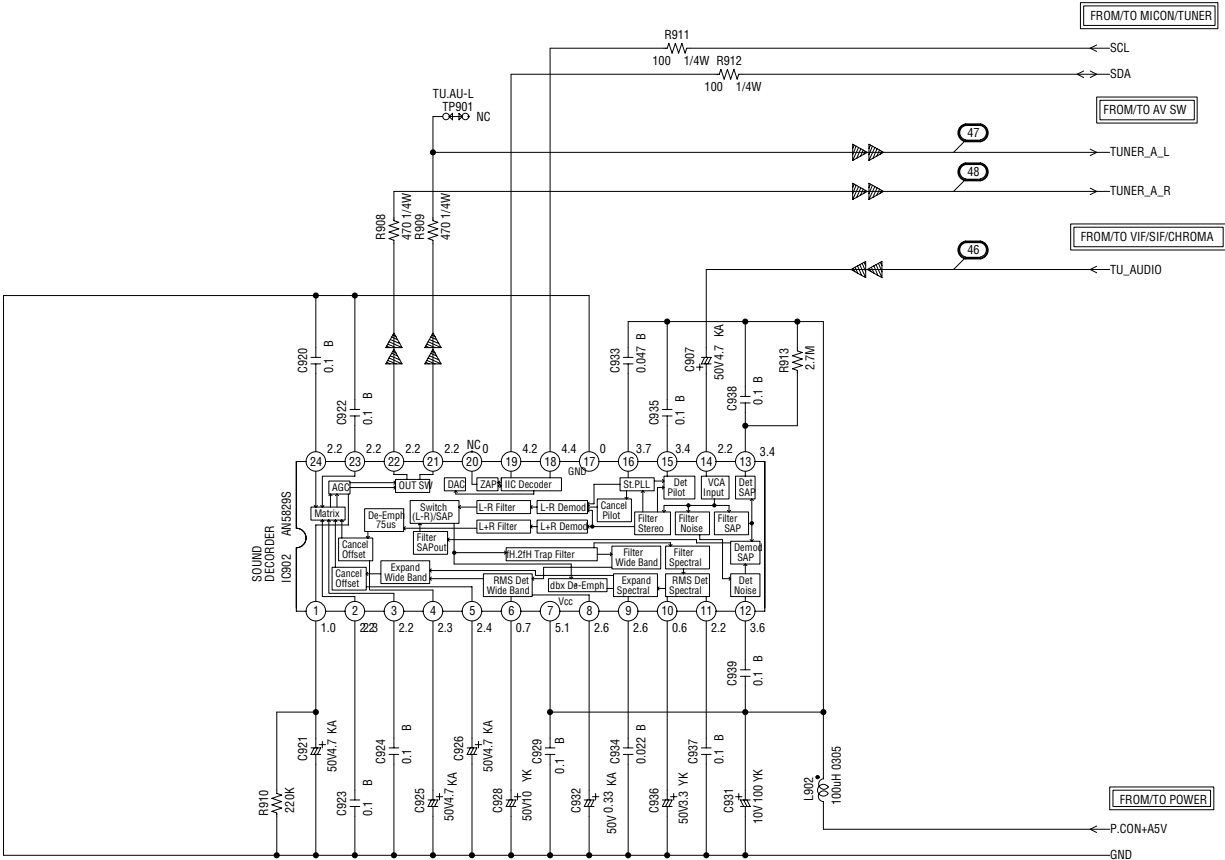 FROM/TO MICON/TUNER
R911
100 1/4W
SCL
R912
100 1/4W
SDA
TU.AU-L
TP901
NC
FROM/TO AV SW
47
TUNER_A_L
48
TUNER_A_R
R908
470 1/4W
R909
470 1/4W
FROM/TO VIF/SIF/CHROMA
46
TU_AUDIO
C920
0.1 B
C922
0.1 B
C933
0.047 B
C935
0.1 B
C907
50V4.7 KA
+
C938
0.1 B
R913
2.7M
2.2
2.2
2.2
2.2
NC
0
4.2
4.4
0
3.7
3.4
2.2
3.4
24
23
22
21
20
19
18
17
16
15
14
13
GND
SOUND
DECORDER
IC902 AN5829S
AGC
OUT SW
DAC
ZAP
IIC Decoder
St.PLL
Det
Pilot
VCA
Input
Det
SAP
Matrix
De-Emph
75us
Switch
(L-R)/SAP
L-R Filter
L-R Demod
Cancel
Pilot
L+R Filter
L+R Demod
Filter
Stereo
Filter
Noise
Filter
SAP
Cancel
Offset
Filter
SAPout
fH.2fH Trap Filter
Filter
Wide Band
Filter
Spectral
Demod
SAP
Cancel
Offset
Expand
Wide Band
RMS Det
Wide Band
dbx De-Emph
Expand
Spectral
RMS Det
Spectral
Det
Noise
Vcc
1
2
3
4
5
6
7
8
9
10
11
12
1.0
2.3
2.2
2.3
2.4
0.7
5.1
2.6
2.6
0.6
2.2
3.6
C939
0.1 B
R910
220K
C921
50V4.7 KA
+
C923
0.1 B
C924
0.1 B
C925
50V4.7 KA
+
C926
50V4.7 KA
+
C928
50V10 YK
+
C929
0.1 B
C932
50V 0.33 KA
+
C934
0.022 B
C936
50V3.3 YK
+
C937
0.1 B
C931
10V 100 YK
+
L902
100uH 0305
FROM/TO POWER
P.CON+A5V
GND